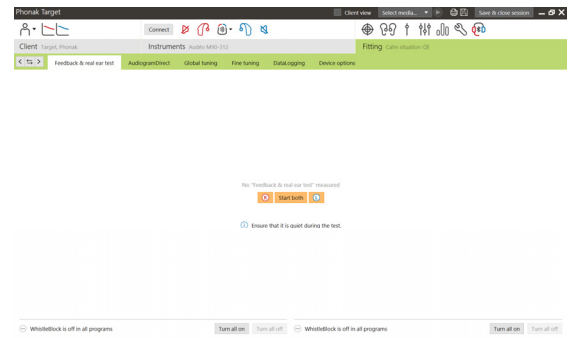 Phonak Target
Client view Select media... Save & close session
Connect
Client Target, Phonak Instruments Audéo M90-312 Fitting Calm situation: QB
Feedback & real ear test AudiogramDirect Global tuning Fine tuning DataLogging Device options
No "Feedback & real ear test" measured
R Start both L
Ensure that it is quiet during the test.
WhistleBlock is off in all programs Turn all on Turn all off WhistleBlock is off in all programs Turn all on Turn all off